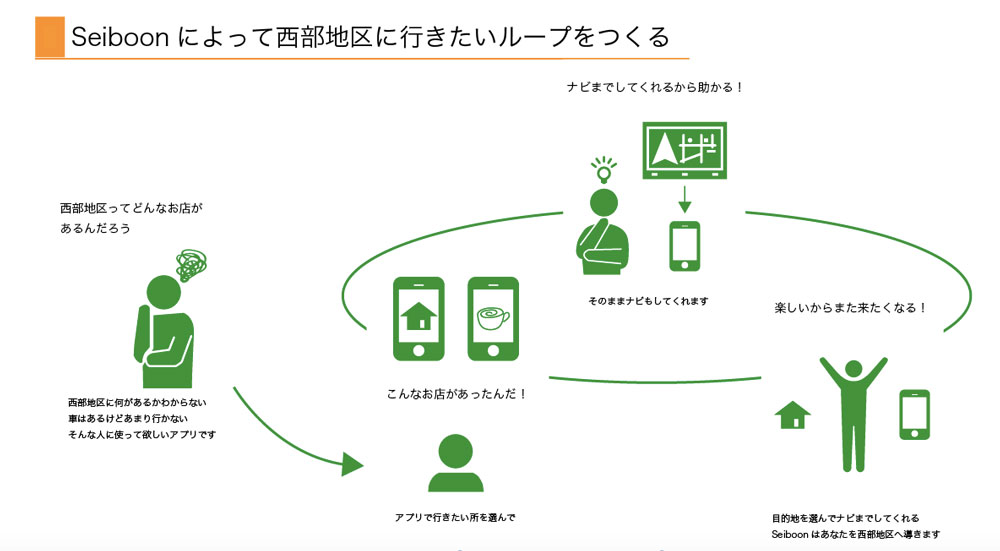 Seiboon によって西部地区に行きたいループをつくる
ナビまでしてくれるから助かる！
西部地区ってどんなお店が
あるんだろう
そのままナビもしてくれます
楽しいからまた来たくなる！
こんなお店があったんだ！
西部地区に何があるかわからない
車はあるけどあまり行かない
そんな人に使って欲しいアプリです
アプリで行きたい所を選んで
目的地を選んでナビまでしてくれる
Seiboon はあなたを西部地区へ導きます